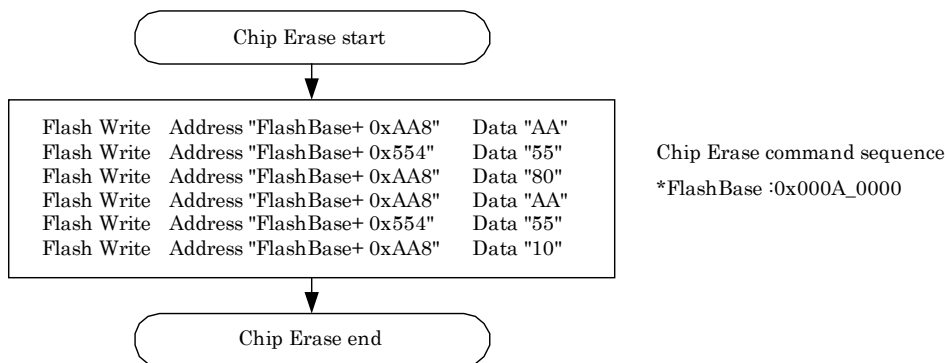 Chip Erase start
Flash Write Address "FlashBase+ 0xAA8" Data "AA"
Flash Write Address "FlashBase+ 0x554" Data "55"
Flash Write Address "FlashBase+ 0xAA8" Data "80"
Flash Write Address "FlashBase+ 0xAA8" Data "AA"
Flash Write Address "FlashBase+ 0x554" Data "55"
Flash Write Address "FlashBase+ 0xAA8" Data "10"
Chip Erase command sequence
*FlashBase :0x000A_0000
Chip Erase end